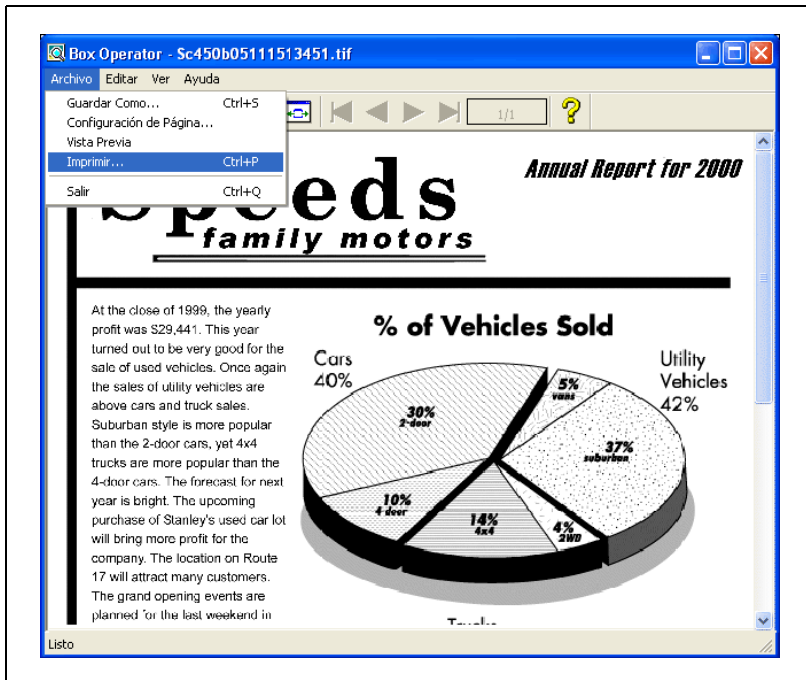 Box Operator - Sc450b05111513451.tif
Archivo Editar Ver Ayuda
Guardar Como... Ctrl+S
Configuración de Página...
Vista Previa
Imprimir... Ctrl+P
Salir Ctrl+Q
1/1
Annual Report for 2000
Speeds
family motors
At the close of 1999, the yearly
profit was $29,441. This year
turned out to be very good for the
sale of used vehicles. Once again
the sales of utility vehicles are
above cars and truck sales.
Suburban style is more popular
than the 2-door cars, yet 4x4
trucks are more popular than the
4-door cars. The forecast for next
year is bright. The upcoming
purchase of Stanley's used car lot
will bring more profit for the
company. The location on Route
17 will attract many customers.
The grand opening events are
planned for the last weekend in
% of Vehicles Sold
Cars
40%
Utility
Vehicles
42%
30%
2-door
5%
vans
37%
suburban
10%
4 door
14%
4x4
4%
2WD
Trucks
Listo